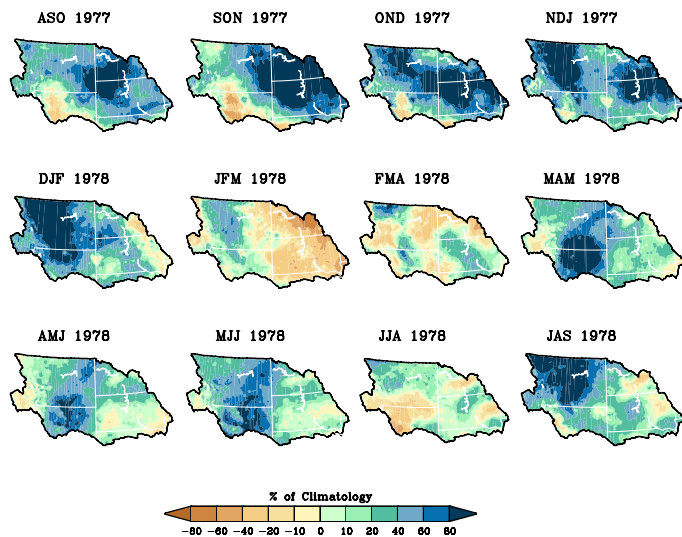 ASO 1977 SON 1977 OND 1977 NDJ 1977
DJF 1978 JFM 1978 FMA 1978 MAM 1978
AMJ 1978 MJJ 1978 JJA 1978 JAS 1978
% of Climatology
-80 -60 -40 -20 -10 0 10 20 40 60 80